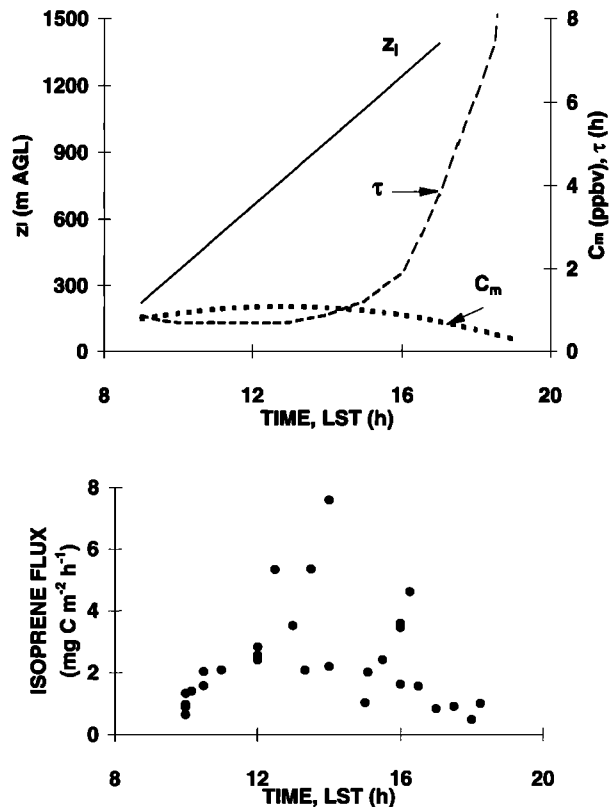 1500
1200
900
600
300
0
zI (m AGL)
zI
τ
Cm
8
6
4
2
0
Cm (ppbv), τ (h)
8 12 16 20
TIME, LST (h)
8
6
4
2
0
ISOPRENE FLUX
(mg C m⁻² h⁻¹)
8 12 16 20
TIME, LST (h)